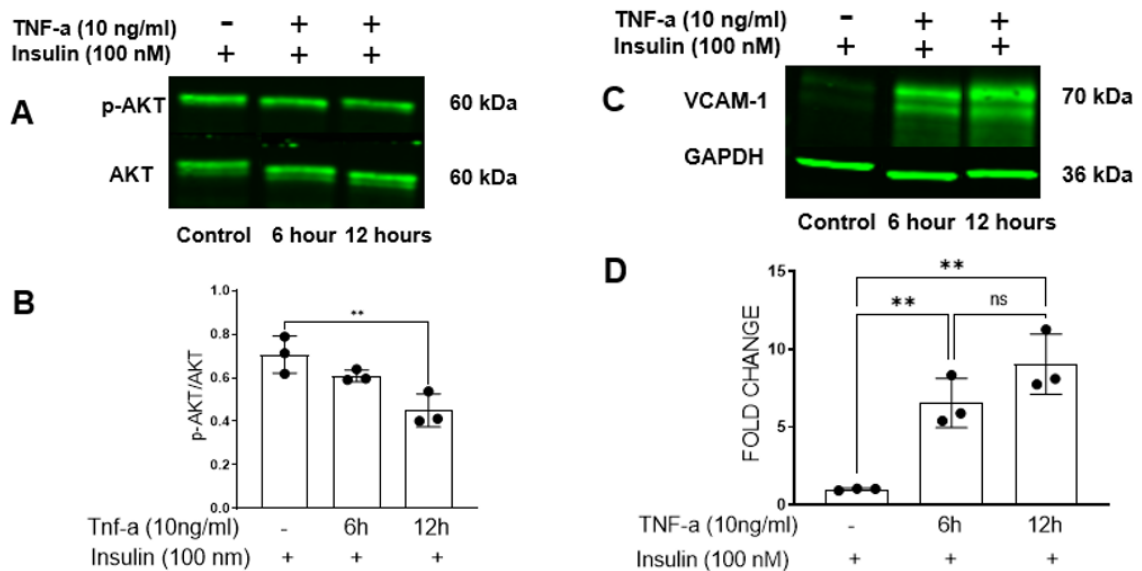 TNF-a (10 ng/ml) - + +
Insulin (100 nM) + + +
A
p-AKT 60 kDa
AKT 60 kDa
Control 6 hour 12 hours
B
p-AKT/AKT
1.0
0.8
0.6
0.4
0.2
0.0
**
Tnf-a (10ng/ml) - 6h 12h
Insulin (100 nm) + + +
TNF-a (10 ng/ml) - + +
Insulin (100 nM) + + +
C
VCAM-1 70 kDa
GAPDH 36 kDa
Control 6 hour 12 hours
D
FOLD CHANGE
15
10
5
0
**
** ns
TNF-a (10ng/ml) - 6h 12h
Insulin (100 nM) + + +